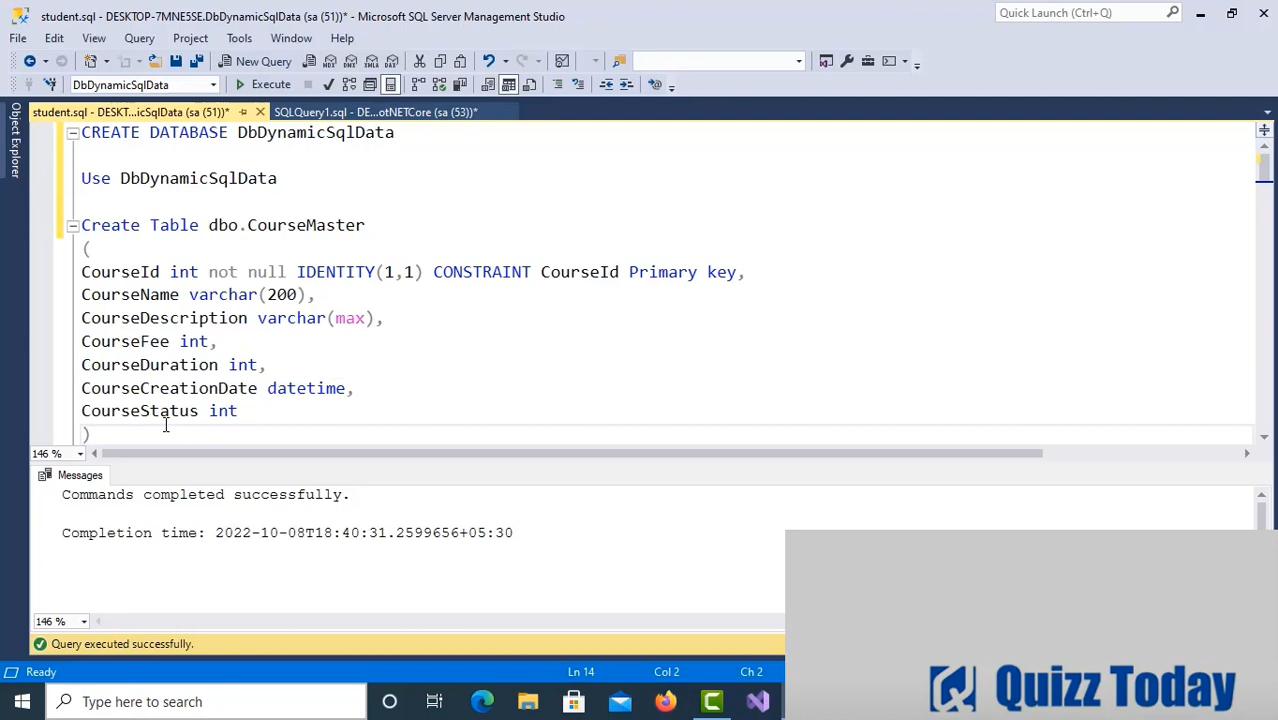 student.sql - DESKTOP-7MNE5SE.DbDynamicSqlData (sa (51))* - Microsoft SQL Server Management Studio
Quick Launch (Ctrl+Q)
File Edit View Query Project Tools Window Help
New Query
DbDynamicSqlData
Execute
student.sql - DESKT...icSqlData (sa (51))*
SQLQuery1.sql - DE...otNETCore (sa (53))*
Object Explorer
CREATE DATABASE DbDynamicSqlData
Use DbDynamicSqlData
Create Table dbo.CourseMaster
(
CourseId int not null IDENTITY(1,1) CONSTRAINT CourseId Primary key,
CourseName varchar(200),
CourseDescription varchar(max),
CourseFee int,
CourseDuration int,
CourseCreationDate datetime,
CourseStatus int
)
146 %
Messages
Commands completed successfully.
Completion time: 2022-10-08T18:40:31.2599656+05:30
146 %
Query executed successfully.
Ready
Ln 14
Col 2
Ch 2
Type here to search
Quizz Today